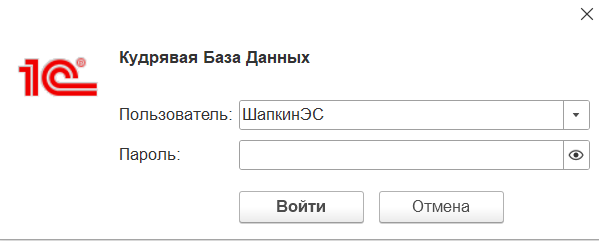 Кудрявая База Данных
1С®
Пользователь: ШапкинЭС
Пароль:
Войти Отмена